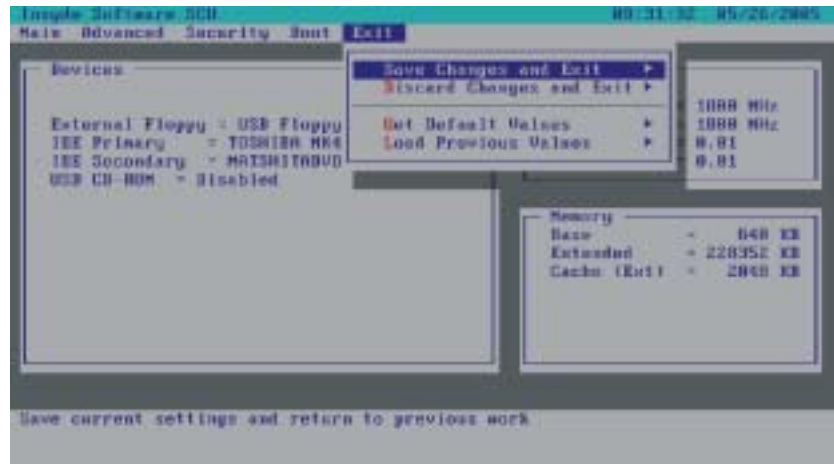 Insyde Software SCU 09:31:32 05/26/2005
Main Advanced Security Boot Exit
Devices
External Floppy = USB Floppy
IDE Primary = TOSHIBA MK4
IDE Secondary = MATSHITADVD
USB CD-ROM = Disabled
Save Changes and Exit
Discard Changes and Exit
Get Default Values
Load Previous Values
1000 MHz
1000 MHz
0.01
0.01
Memory
Base = 640 KB
Extended = 228352 KB
Cache (Ext) = 2048 KB
Save current settings and return to previous work